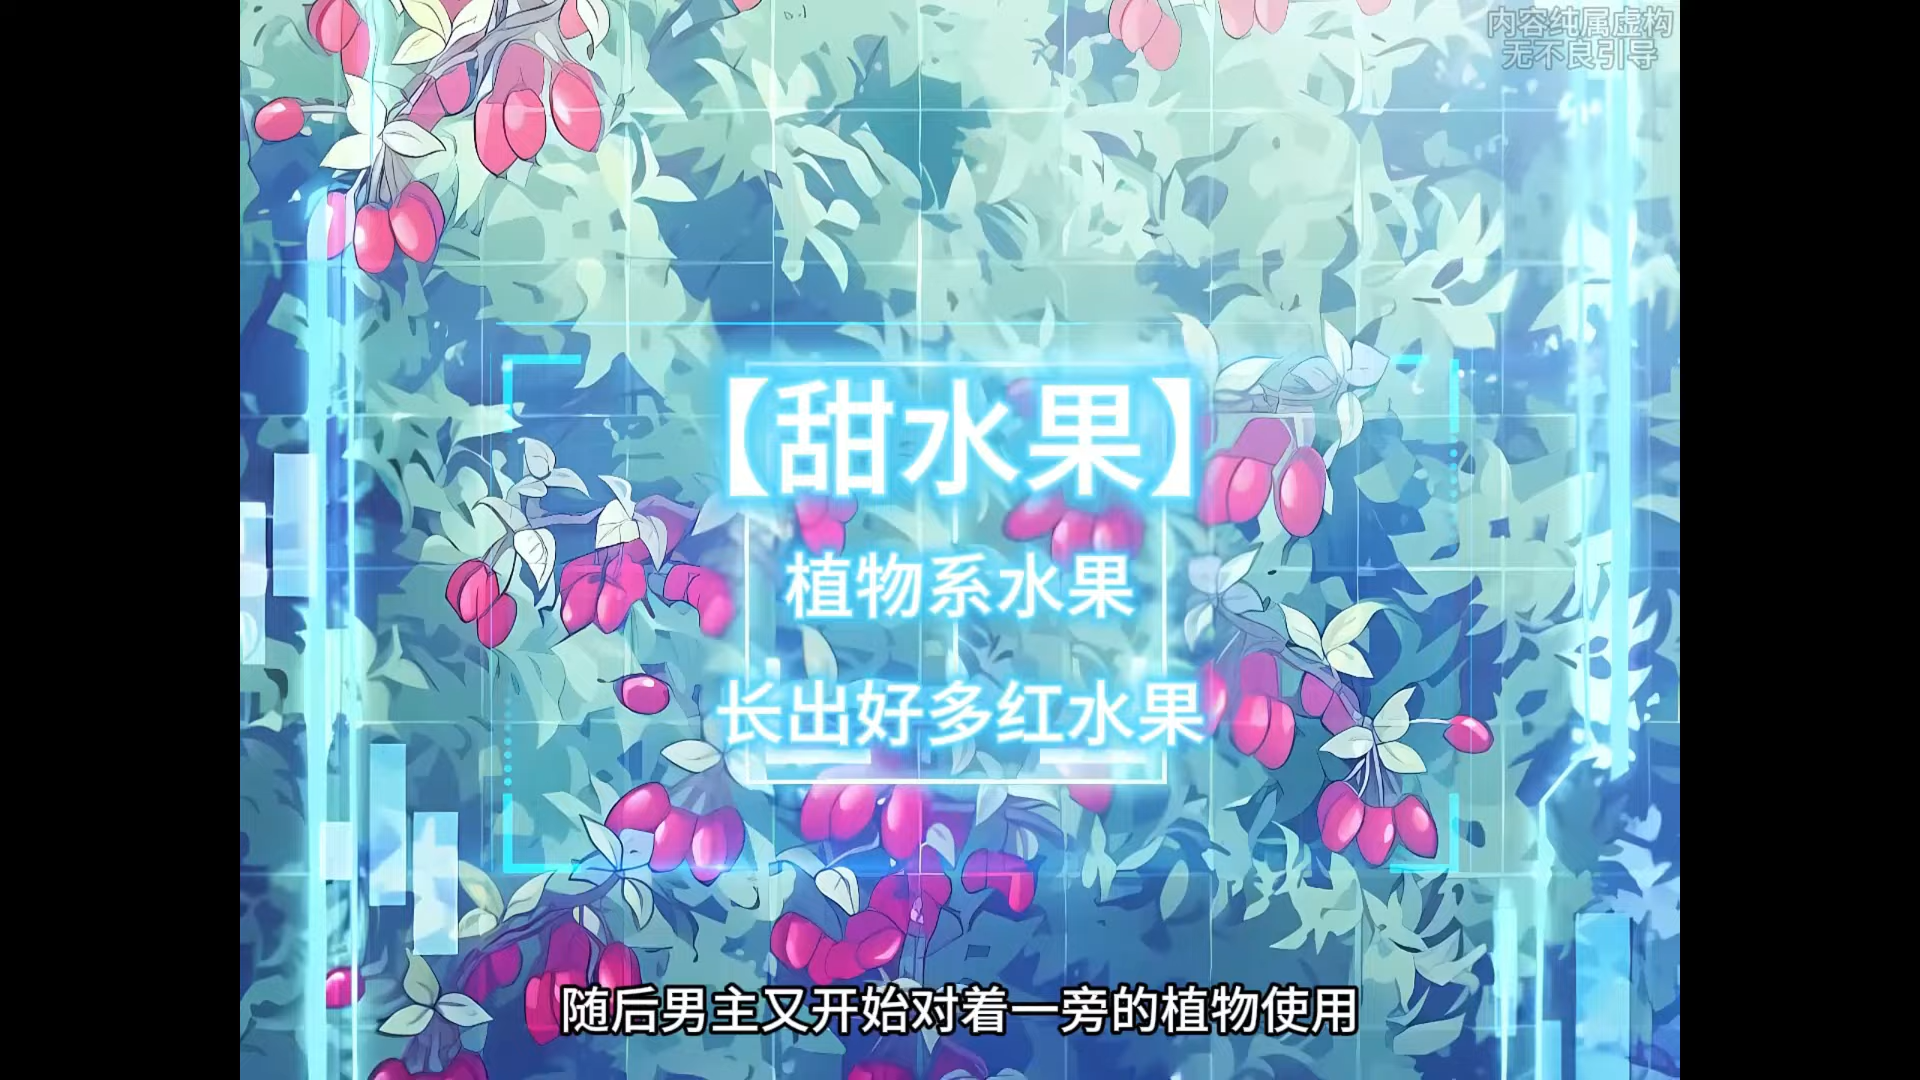 内容纯属虚构
无不良引导
【甜水果】
植物系水果
长出好多红水果
随后男主又开始对着一旁的植物使用